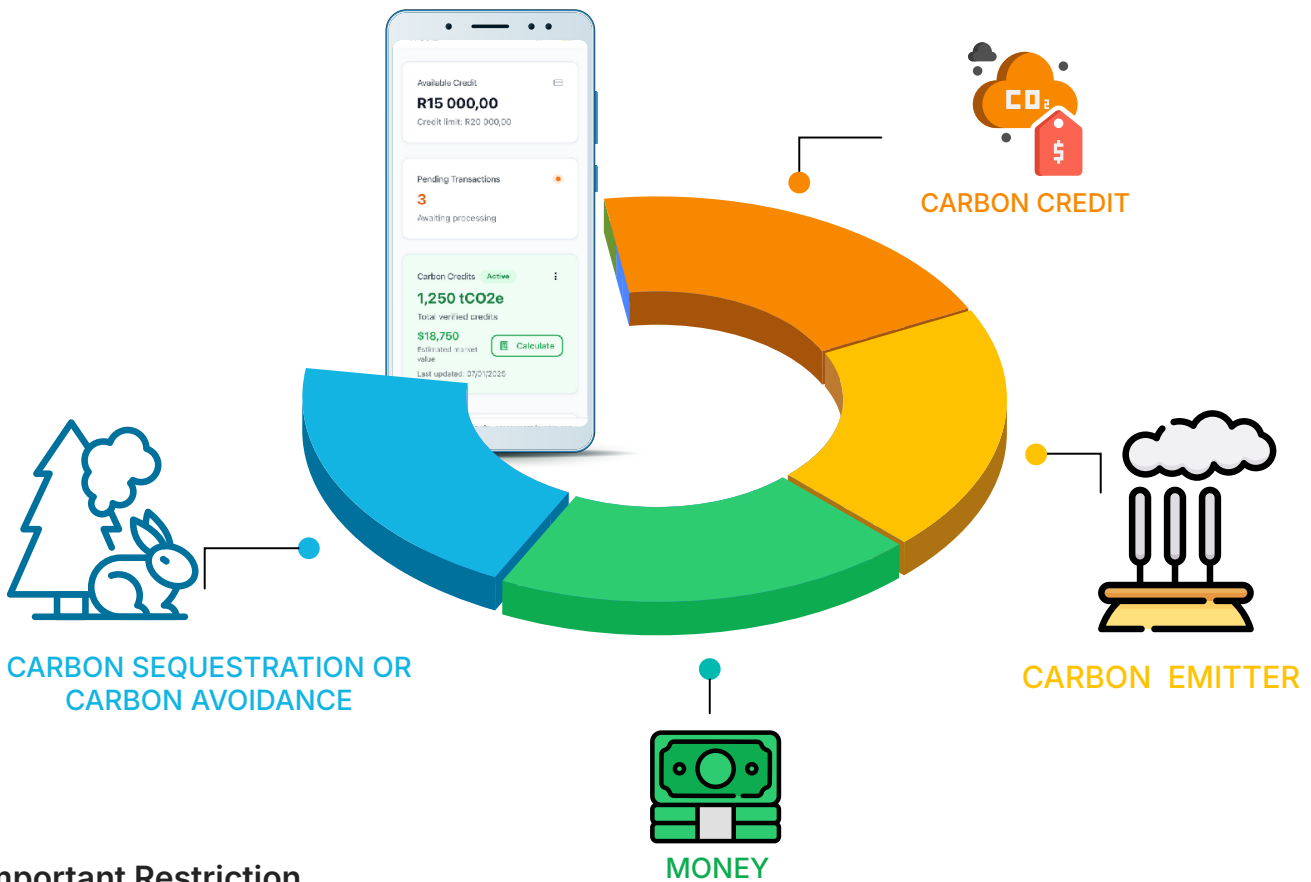 Available Credit
R15 000,00
Credit limit: R20 000,00
Pending Transactions
3
Awaiting processing
Carbon Credits Active
1,250 tCO2e
Total verified credits
$18,750
Estimated market
value
Calculate
Last updated: 07/01/2025
CO2
$
CARBON CREDIT
CARBON EMITTER
CARBON SEQUESTRATION OR
CARBON AVOIDANCE
MONEY
mportant Restriction